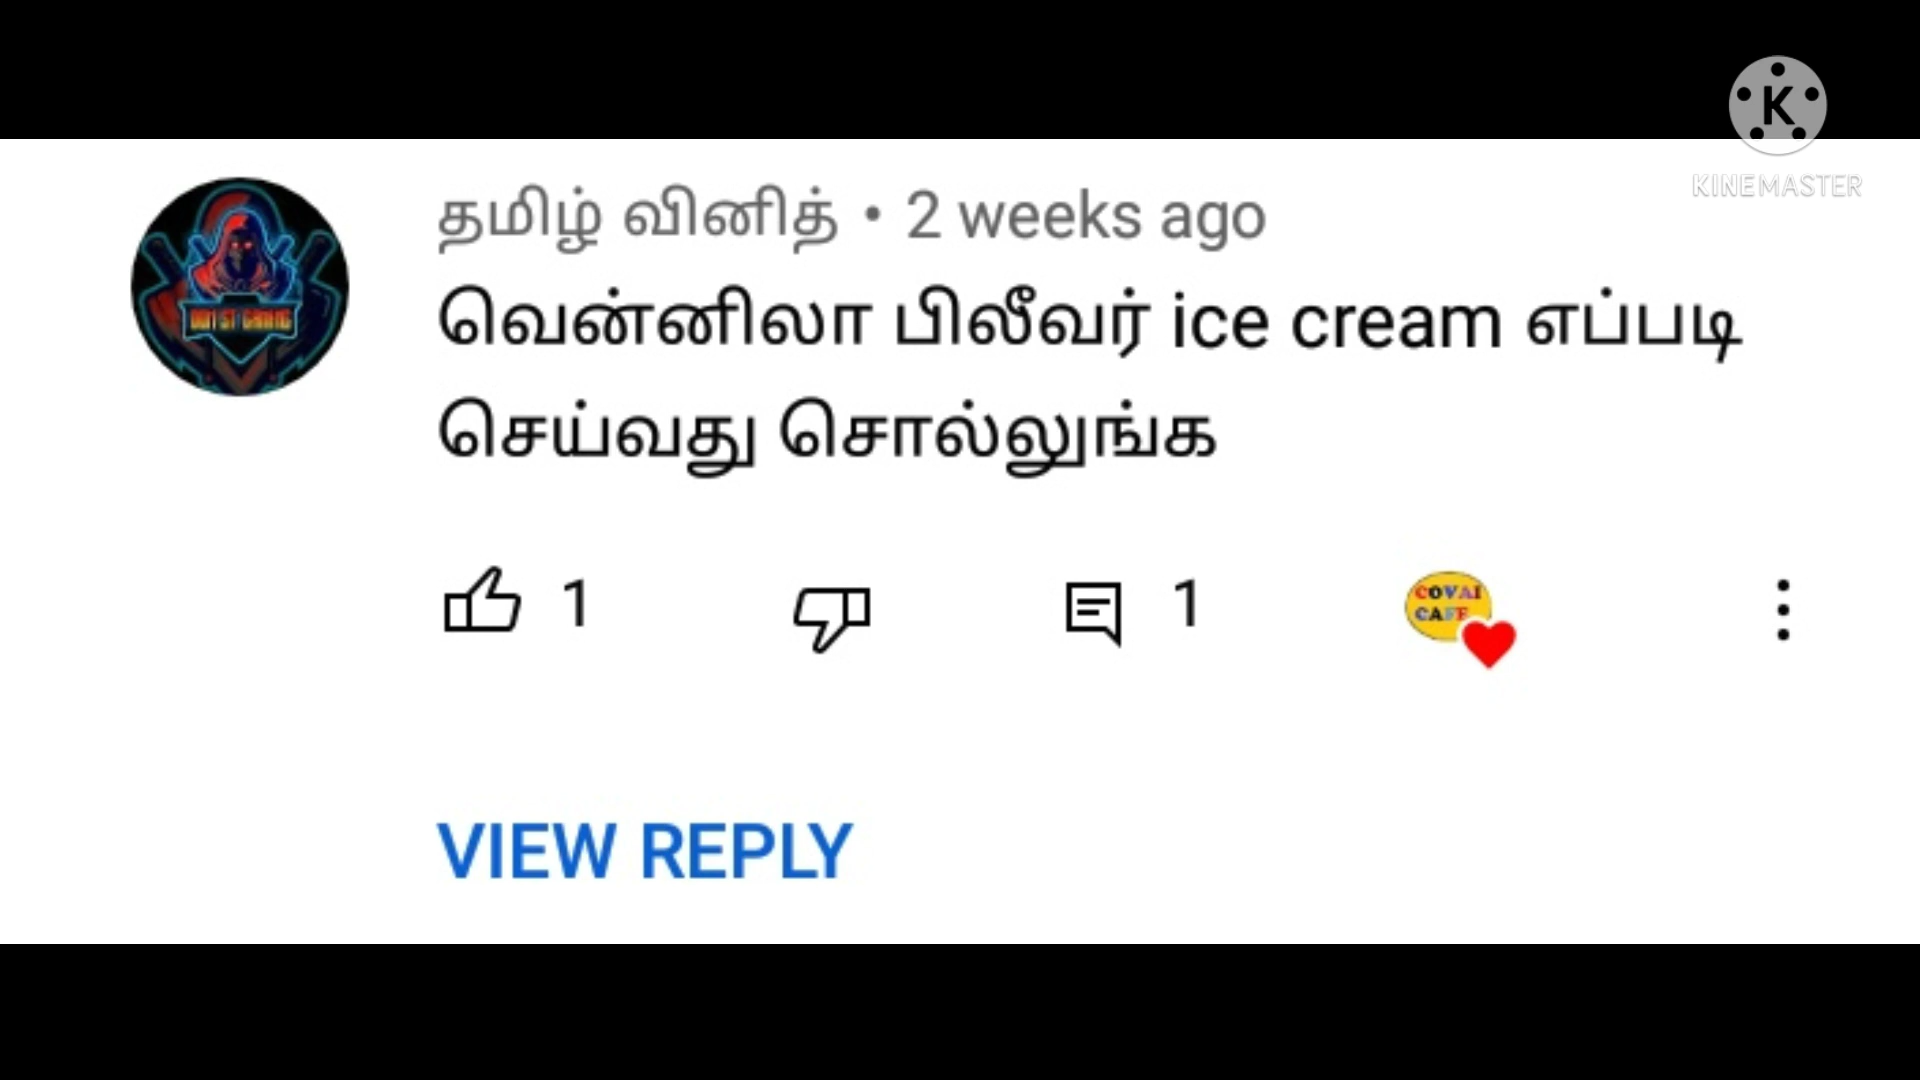 K
KINEMASTER
தமிழ் வினித் • 2 weeks ago
வென்னிலா பிலீவர் ice cream எப்படி
செய்வது சொல்லுங்க
1 1
COVAI
CAFE
VIEW REPLY